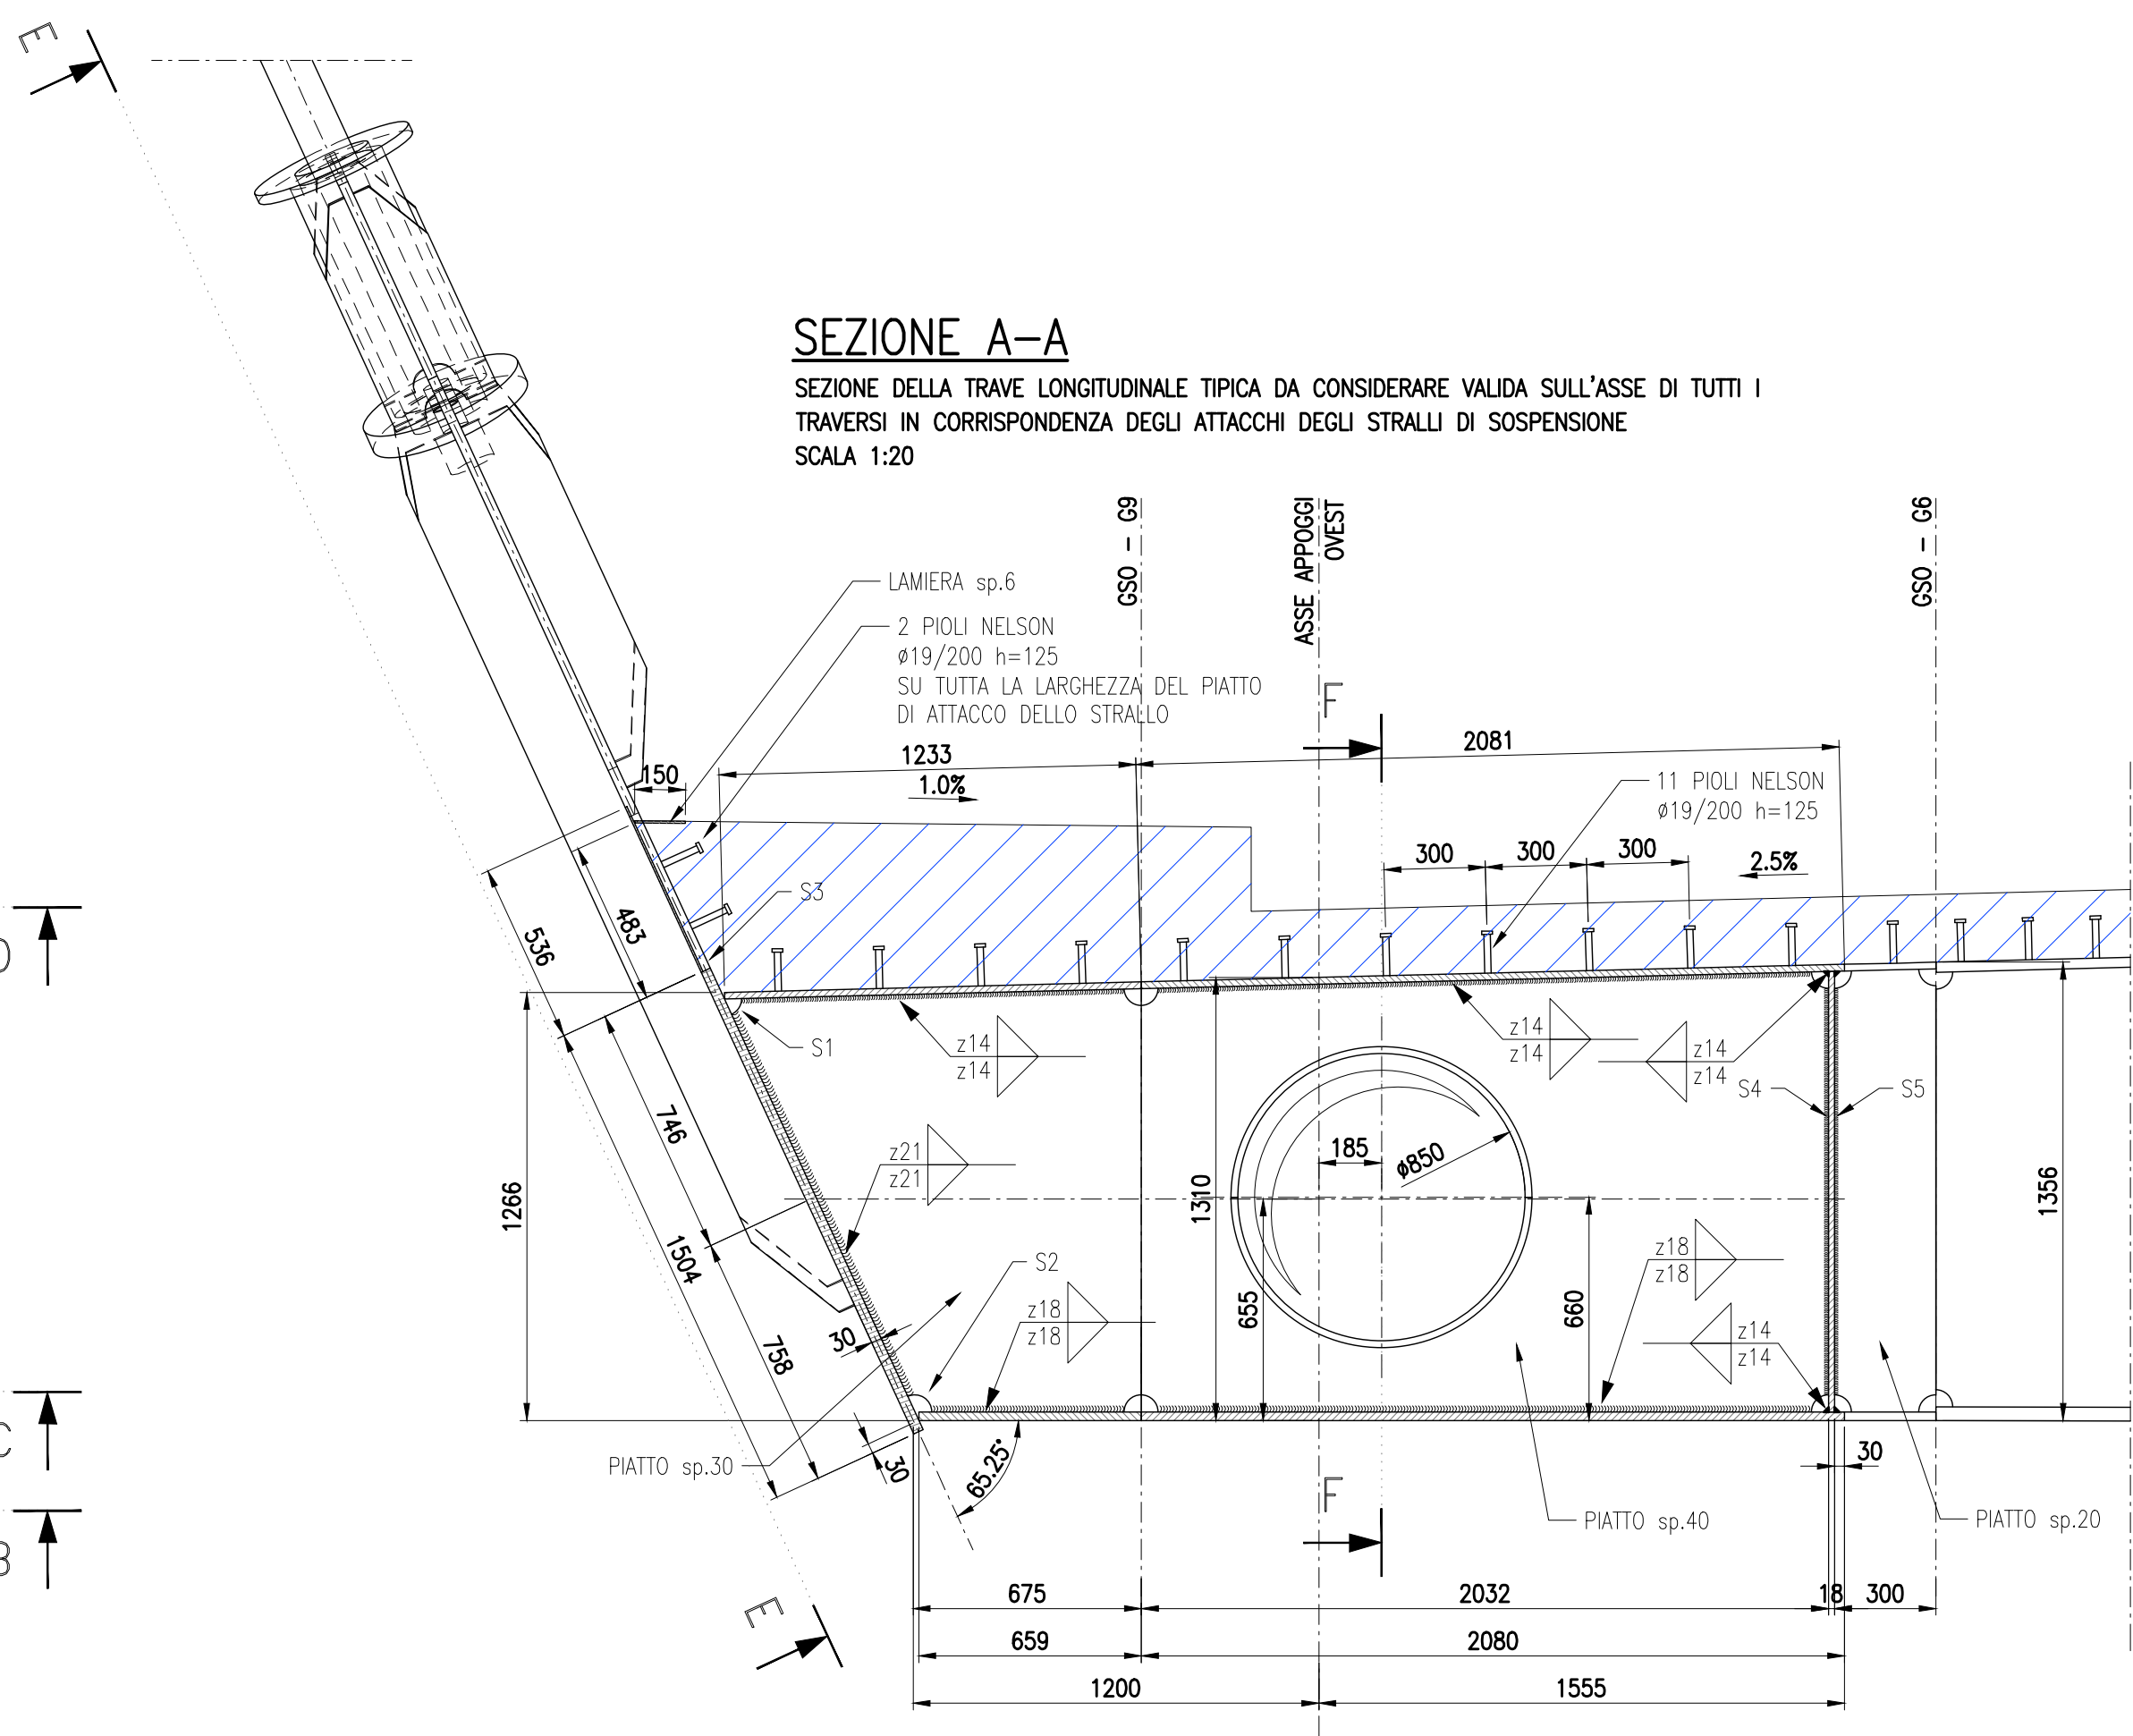 E
SEZIONE A-A
SEZIONE DELLA TRAVE LONGITUDINALE TIPICA DA CONSIDERARE VALIDA SULL'ASSE DI TUTTI I
TRAVERSI IN CORRISPONDENZA DEGLI ATTACCHI DEGLI STRALLI DI SOSPENSIONE
SCALA 1:20
GSO - G9
ASSE APPOGGI
OVEST
GSO - G6
LAMIERA sp.6
2 PIOLI NELSON
ø19/200 h=125
SU TUTTA LA LARGHEZZA DEL PIATTO
DI ATTACCO DELLO STRALLO
F
1233
2081
150
1.0%
11 PIOLI NELSON
ø19/200 h=125
300
300
300
2.5%
S3
483
536
z14
z14
z14
z14
z14
z14
S1
S4
S5
746
z21
z21
185
ø850
1266
1310
1356
1504
S2
z18
z18
z18
z18
655
660
30
z14
z14
758
30
PIATTO sp.30
65.25°
30
F
PIATTO sp.40
PIATTO sp.20
C
B
E
675
2032
18
300
659
2080
1200
1555